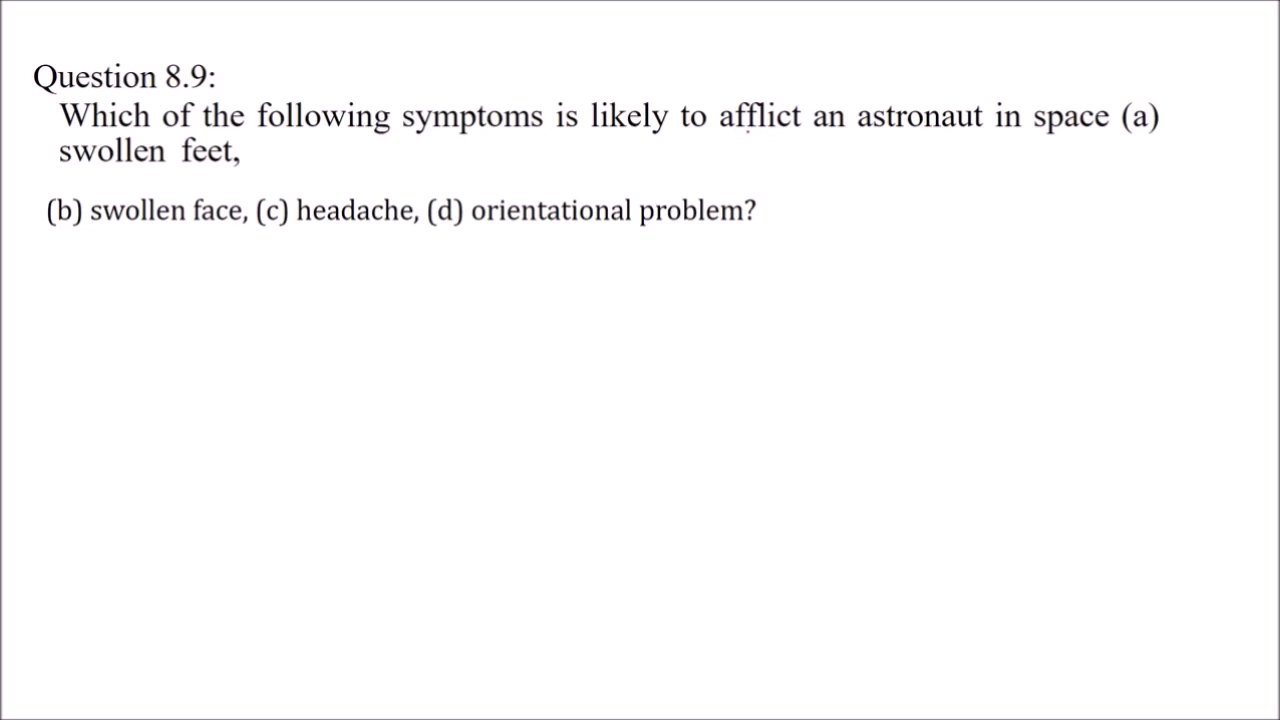 Question 8.9:
Which of the following symptoms is likely to afflict an astronaut in space (a)
swollen feet,
(b) swollen face, (c) headache, (d) orientational problem?